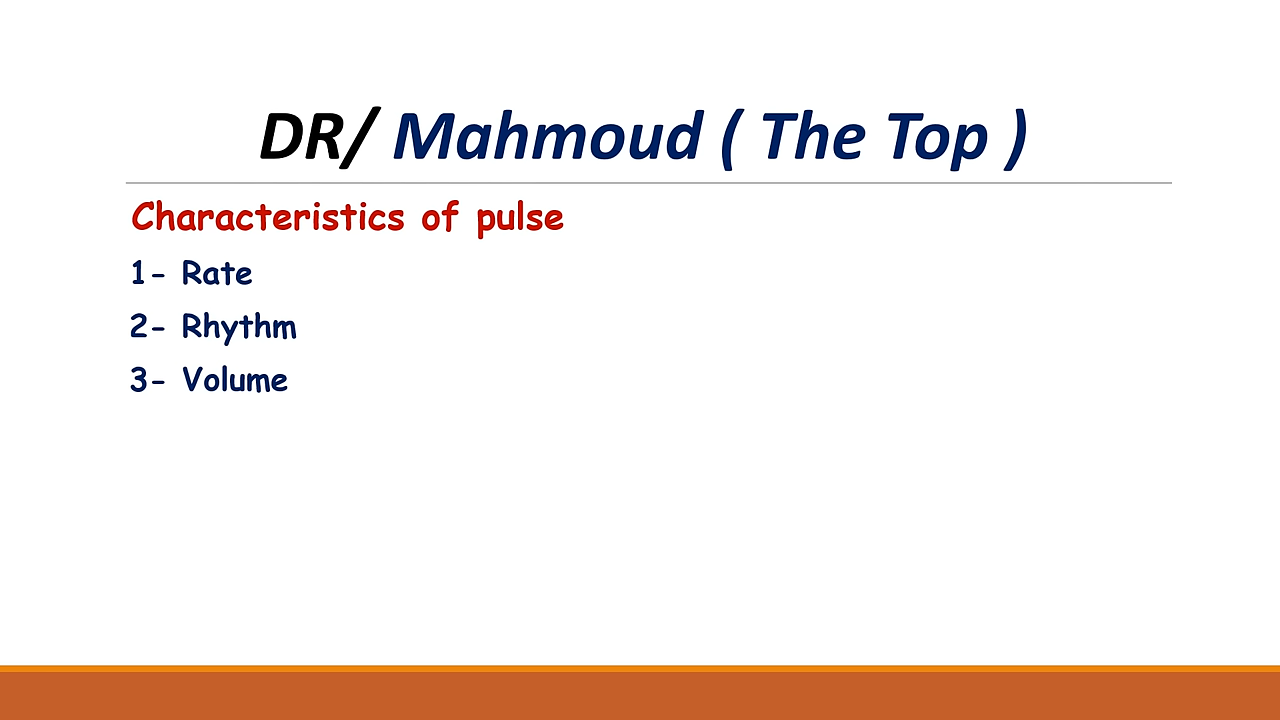 DR/ Mahmoud ( The Top )
Characteristics of pulse
1- Rate
2- Rhythm
3- Volume